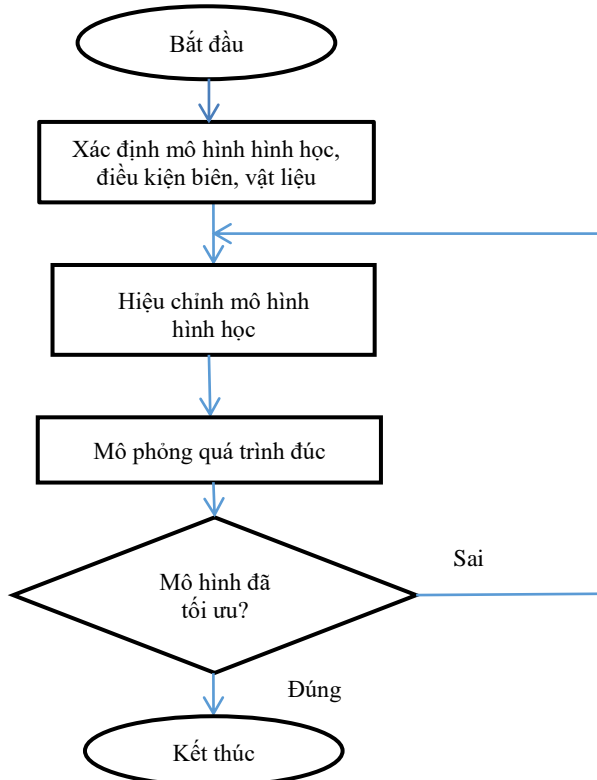 Bắt đầu
Xác định mô hình hình học,
điều kiện biên, vật liệu
Hiệu chỉnh mô hình
hình học
Mô phỏng quá trình đúc
Mô hình đã
tối ưu?
Sai
Đúng
Kết thúc